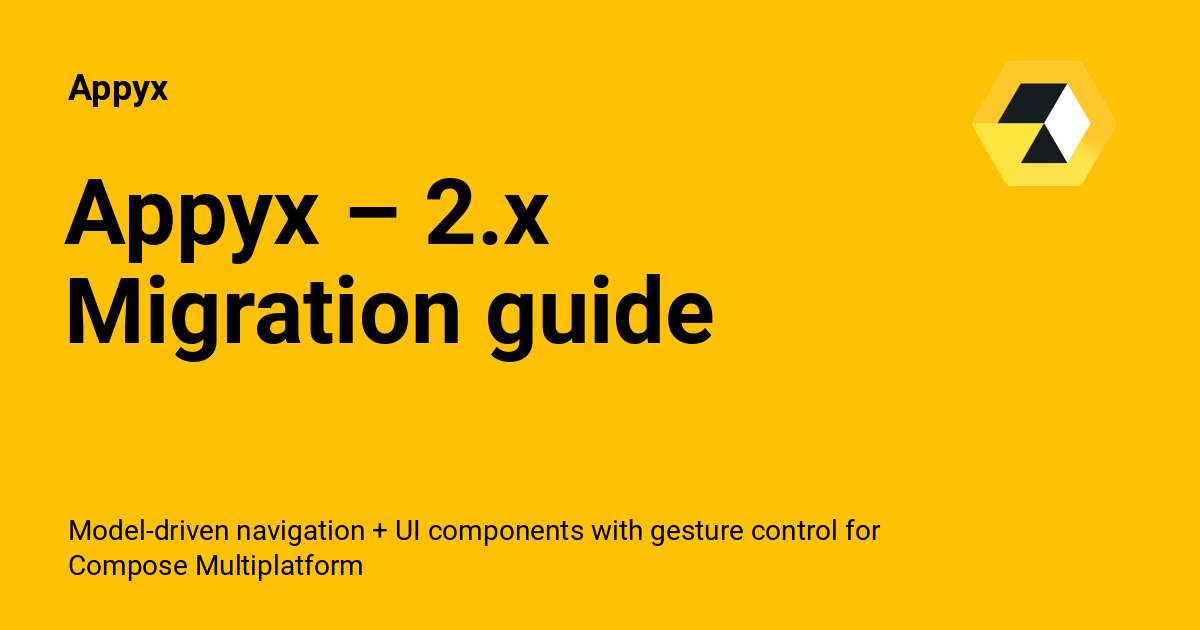 Appyx
Appyx – 2.x
Migration guide
Model-driven navigation + UI components with gesture control for
Compose Multiplatform